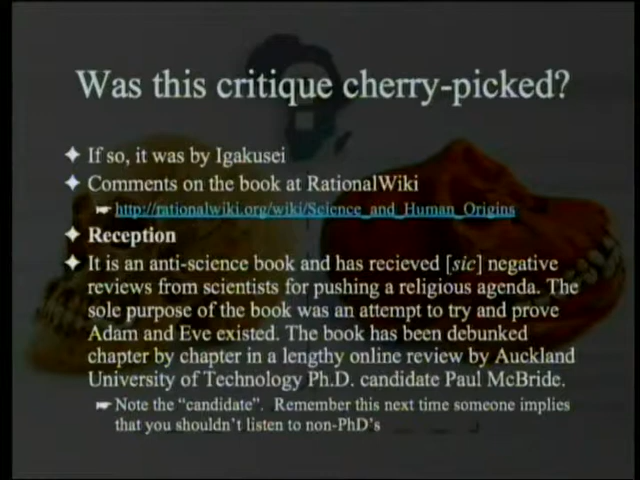 Was this critique cherry-picked?
If so, it was by Igakusei
Comments on the book at RationalWiki
http://rationalwiki.org/wiki/Science_and_Human_Origins
Reception
It is an anti-science book and has recieved [sic] negative
reviews from scientists for pushing a religious agenda. The
sole purpose of the book was an attempt to try and prove
Adam and Eve existed. The book has been debunked
chapter by chapter in a lengthy online review by Auckland
University of Technology Ph.D. candidate Paul McBride.
Note the “candidate”. Remember this next time someone implies
that you shouldn’t listen to non-PhD’s